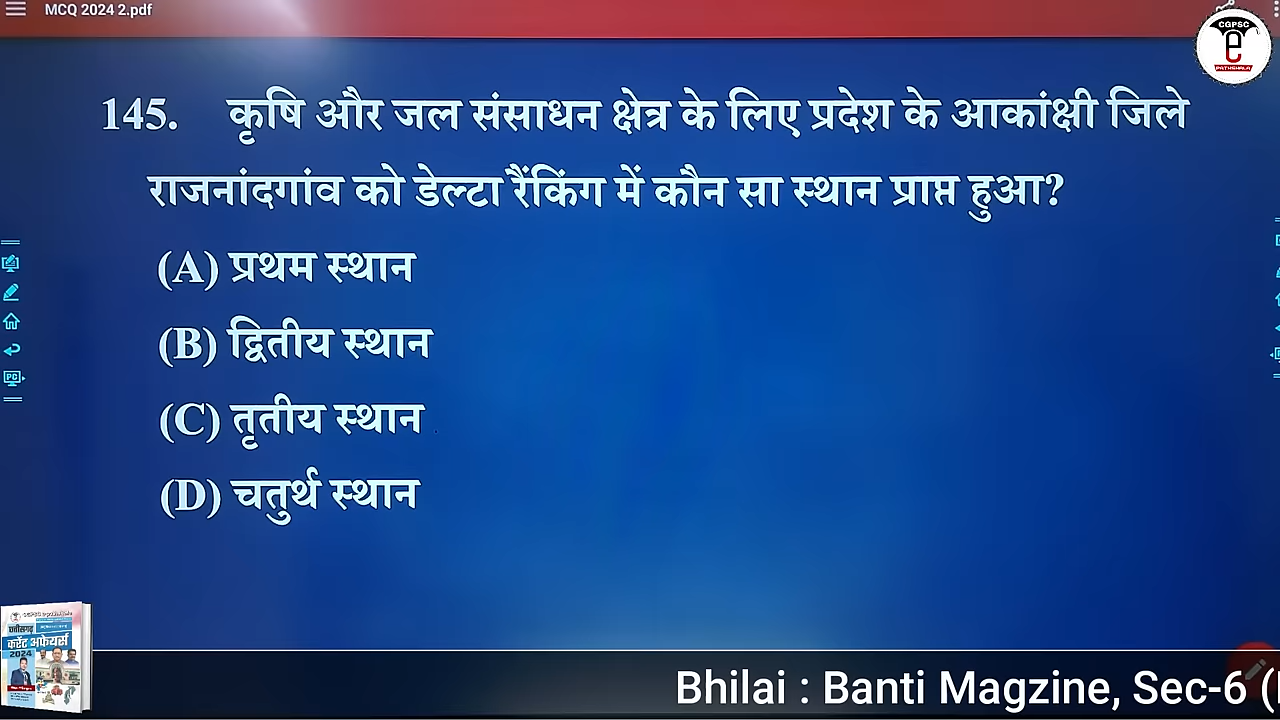 MCQ 2024 2.pdf
CGPSC
e
PATHSHALA
145. कृषि और जल संसाधन क्षेत्र के लिए प्रदेश के आकांक्षी जिले
राजनांदगांव को डेल्टा रैंकिंग में कौन सा स्थान प्राप्त हुआ?
(A) प्रथम स्थान
(B) द्वितीय स्थान
(C) तृतीय स्थान
(D) चतुर्थ स्थान
करेंट अफेयर्स
2024
Bhilai : Banti Magzine, Sec-6 (